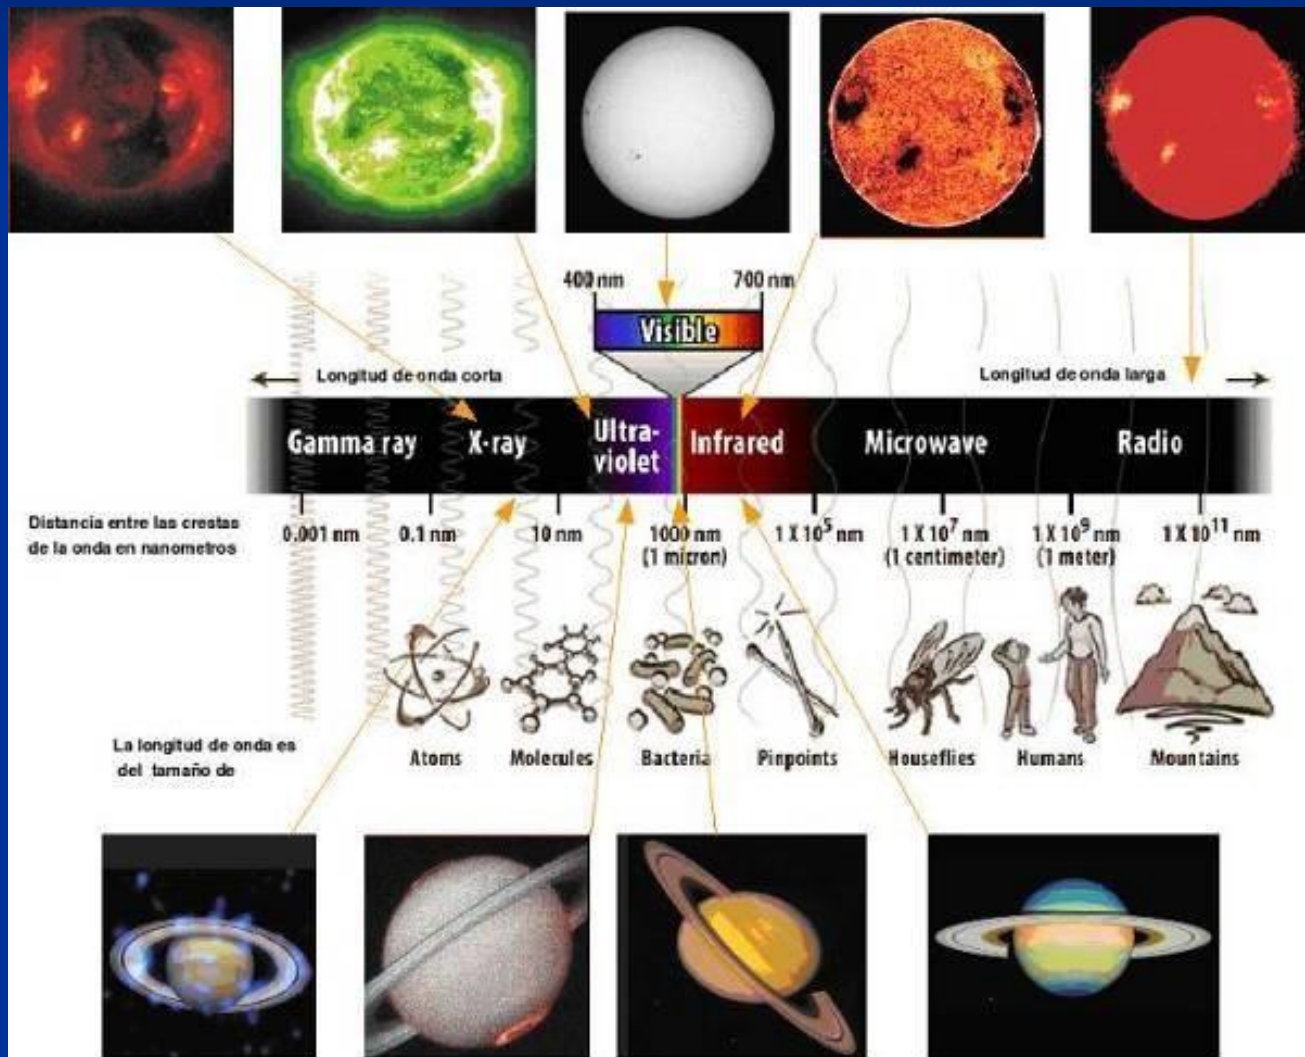 400 nm 700 nm
Visible
Longitud de onda corta
Longitud de onda larga
Gamma ray X-ray Ultra-
violet Infrared Microwave Radio
Distancia entre las crestas
de la onda en nanometros
0.001 nm 0.1 nm 10 nm 1000 nm 1 X 10⁵ nm 1 X 10⁷ nm 1 X 10⁹ nm 1 X 10¹¹ nm
(1 micron) (1 centimeter) (1 meter)
La longitud de onda es
del tamaño de
Atoms Molecules Bacteria Pinpoints Houseflies Humans Mountains